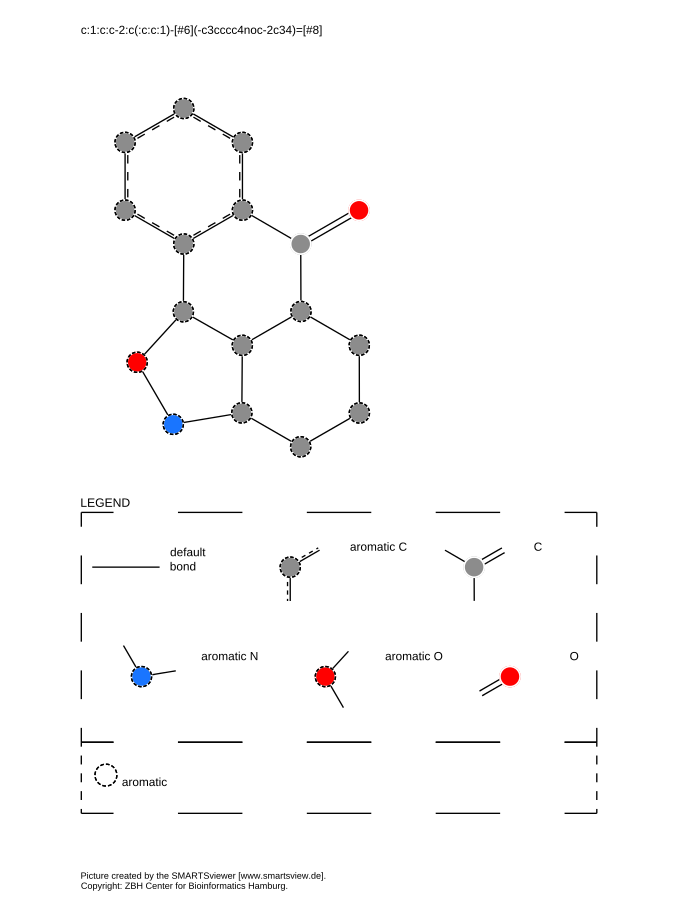 c:1:c:c-2:c(:c:c:1)-[#6](-c3cccc4noc-2c34)=[#8]
LEGEND
default
bond
aromatic C
C
aromatic N
aromatic O
O
aromatic
Picture created by the SMARTSviewer [www.smartsview.de].
Copyright: ZBH Center for Bioinformatics Hamburg.